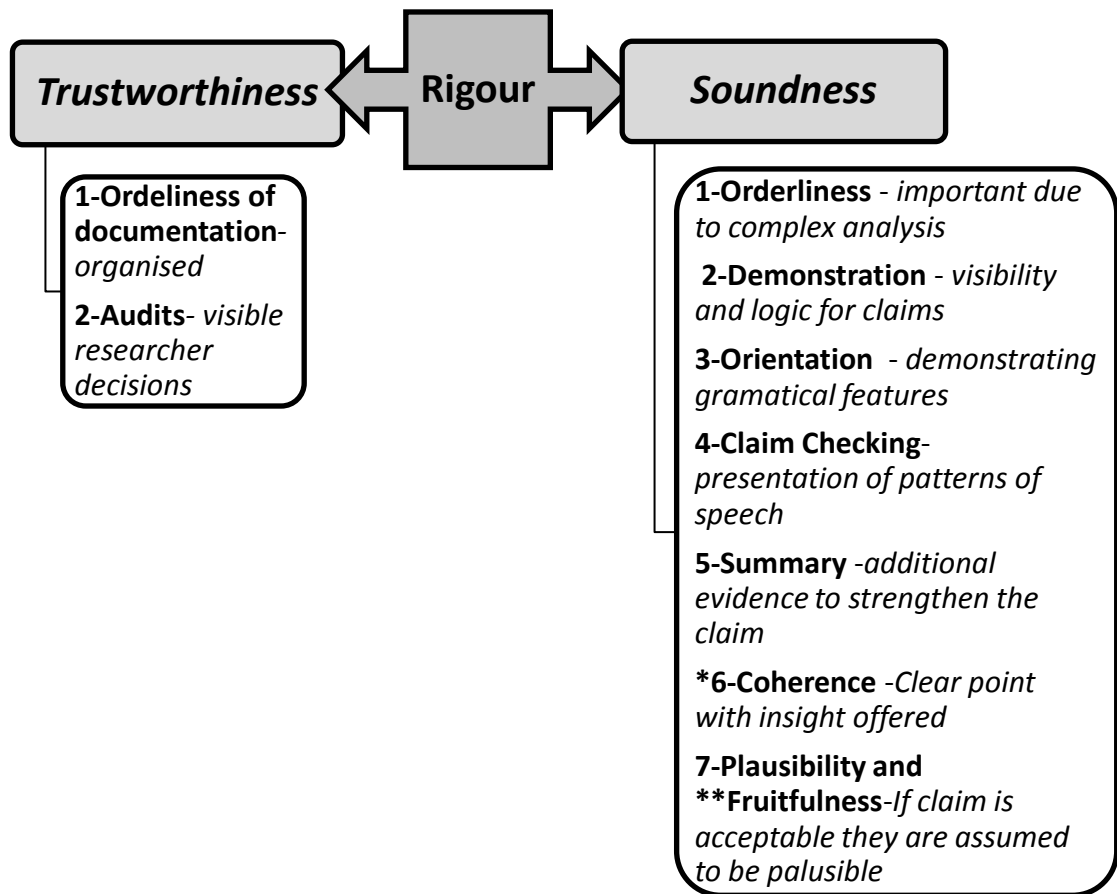 Trustworthiness
Rigour
Soundness
1-Ordeliness of
documentation-
organised
2-Audits- visible
researcher
decisions
1-Orderliness - important due
to complex analysis
2-Demonstration - visibility
and logic for claims
3-Orientation - demonstrating
gramatical features
4-Claim Checking-
presentation of patterns of
speech
5-Summary -additional
evidence to strengthen the
claim
*6-Coherence -Clear point
with insight offered
7-Plausibility and
**Fruitfulness-If claim is
acceptable they are assumed
to be palusible